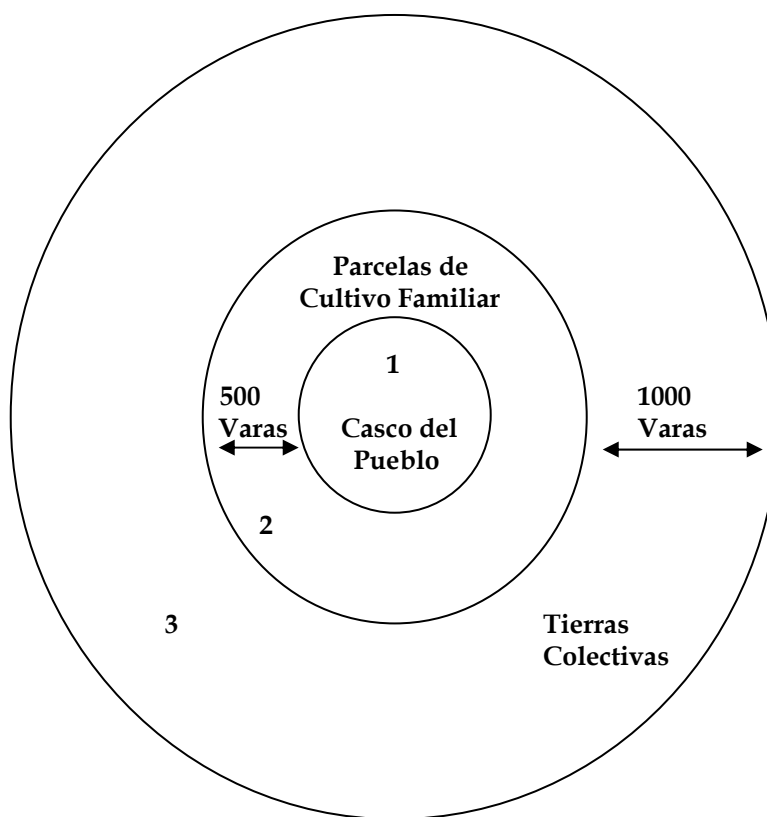 Parcelas de
Cultivo Familiar
1
500
Varas
Casco del
Pueblo
1000
Varas
2
3
Tierras
Colectivas